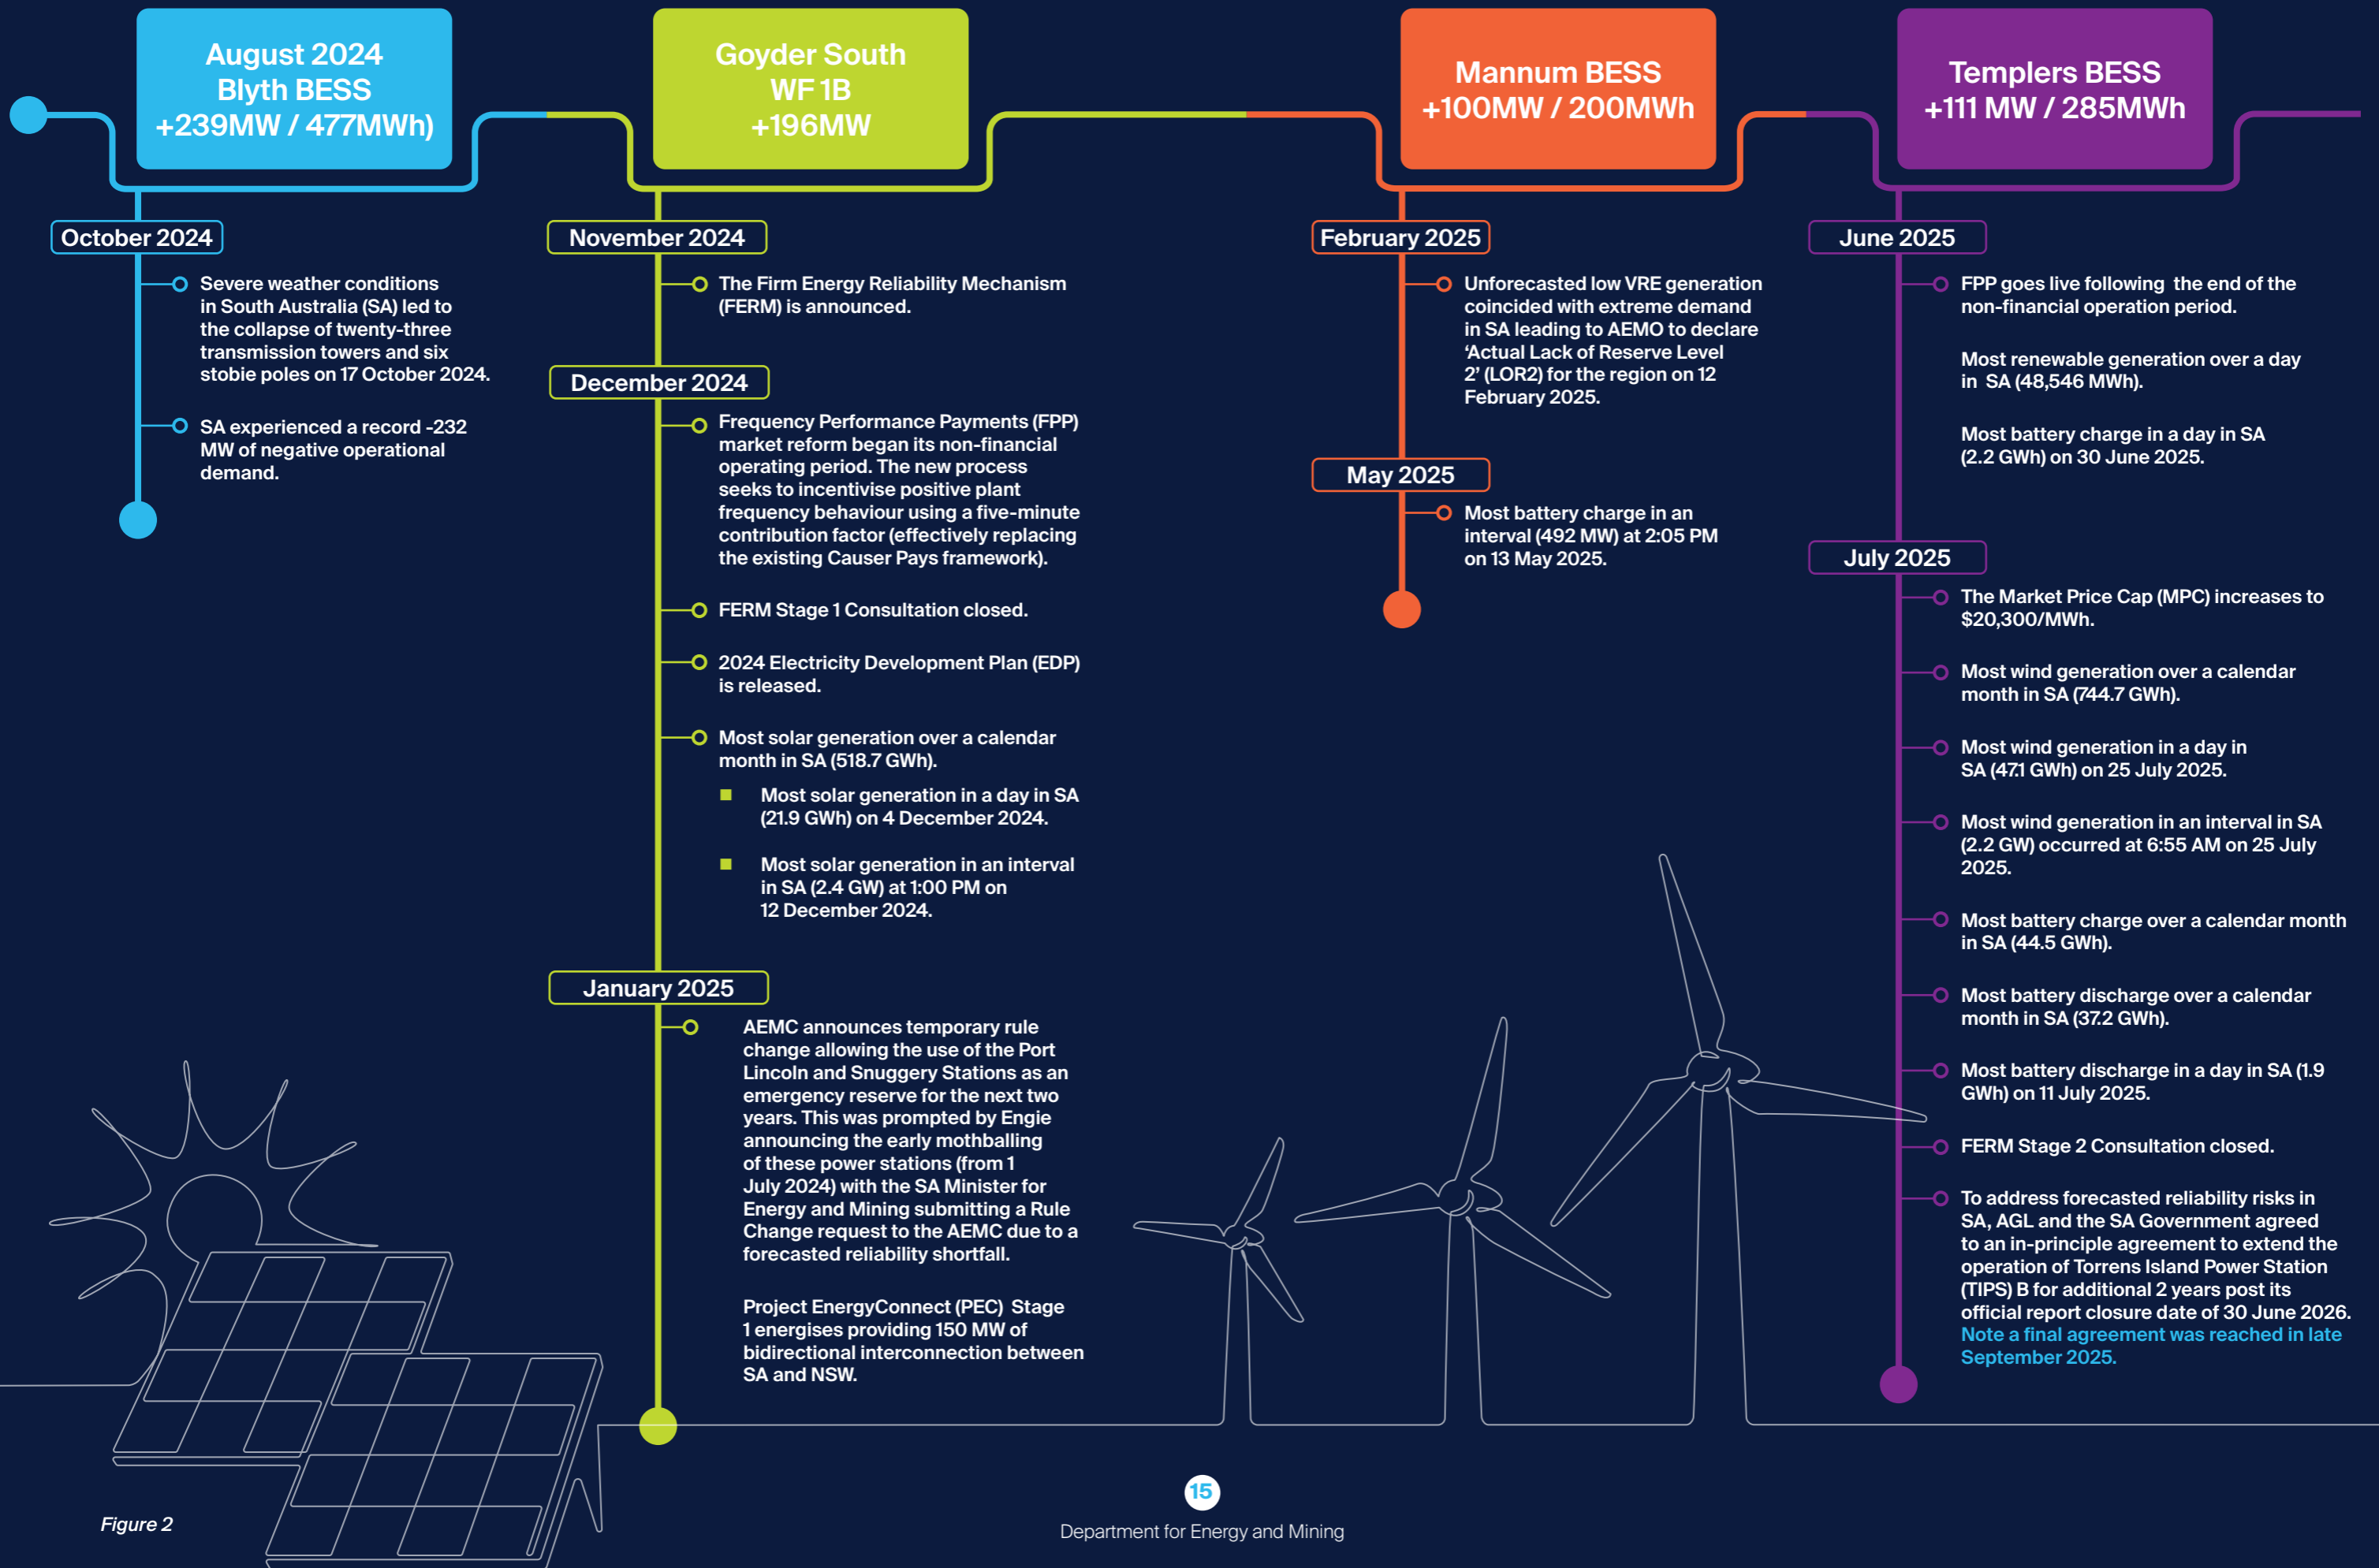 August 2024
Blyth BESS
+239MW / 477MWh)
October 2024
Severe weather conditions
in South Australia (SA) led to
the collapse of twenty-three
transmission towers and six
stobie poles on 17 October 2024.
SA experienced a record -232
MW of negative operational
demand.
Goyder South
WF 1B
+196MW
November 2024
The Firm Energy Reliability Mechanism
(FERM) is announced.
December 2024
Frequency Performance Payments (FPP)
market reform began its non-financial
operating period. The new process
seeks to incentivise positive plant
frequency behaviour using a five-minute
contribution factor (effectively replacing
the existing Causer Pays framework).
FERM Stage 1 Consultation closed.
2024 Electricity Development Plan (EDP)
is released.
Most solar generation over a calendar
month in SA (518.7 GWh).
Most solar generation in a day in SA
(21.9 GWh) on 4 December 2024.
Most solar generation in an interval
in SA (2.4 GW) at 1:00 PM on
12 December 2024.
January 2025
AEMC announces temporary rule
change allowing the use of the Port
Lincoln and Snuggery Stations as an
emergency reserve for the next two
years. This was prompted by Engie
announcing the early mothballing
of these power stations (from 1
July 2024) with the SA Minister for
Energy and Mining submitting a Rule
Change request to the AEMC due to a
forecasted reliability shortfall.
Project EnergyConnect (PEC) Stage
1 energises providing 150 MW of
bidirectional interconnection between
SA and NSW.
Mannum BESS
+100MW / 200MWh
February 2025
Unforecasted low VRE generation
coincided with extreme demand
in SA leading to AEMO to declare
‘Actual Lack of Reserve Level
2’ (LOR2) for the region on 12
February 2025.
May 2025
Most battery charge in an
interval (492 MW) at 2:05 PM
on 13 May 2025.
Templers BESS
+111 MW / 285MWh
June 2025
FPP goes live following the end of the
non-financial operation period.
Most renewable generation over a day
in SA (48,546 MWh).
Most battery charge in a day in SA
(2.2 GWh) on 30 June 2025.
July 2025
The Market Price Cap (MPC) increases to
$20,300/MWh.
Most wind generation over a calendar
month in SA (744.7 GWh).
Most wind generation in a day in
SA (47.1 GWh) on 25 July 2025.
Most wind generation in an interval in SA
(2.2 GW) occurred at 6:55 AM on 25 July
2025.
Most battery charge over a calendar month
in SA (44.5 GWh).
Most battery discharge over a calendar
month in SA (37.2 GWh).
Most battery discharge in a day in SA (1.9
GWh) on 11 July 2025.
FERM Stage 2 Consultation closed.
To address forecasted reliability risks in
SA, AGL and the SA Government agreed
to an in-principle agreement to extend the
operation of Torrens Island Power Station
(TIPS) B for additional 2 years post its
official report closure date of 30 June 2026.
Note a final agreement was reached in late
September 2025.
Figure 2
15
Department for Energy and Mining